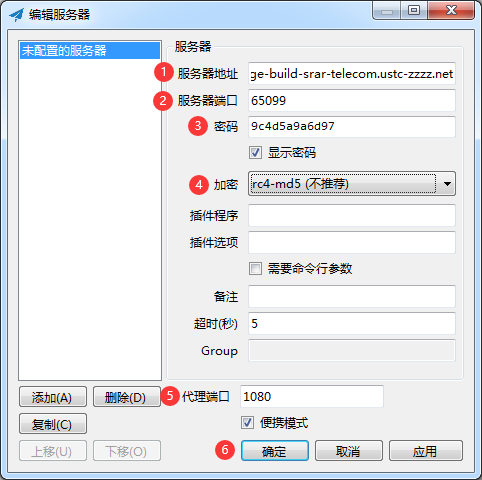 编辑服务器
未配置的服务器
服务器
1 服务器地址 ge-build-srar-telecom.ustc-zzzz.net
2 服务器端口 65099
3 密码 9c4d5a9a6d97
显示密码
4 加密 rc4-md5 (不推荐)
插件程序
插件选项
需要命令行参数
备注
超时(秒) 5
Group
添加(A) 删除(D) 5 代理端口 1080
复制(C) 便携模式
上移(U) 下移(O) 6 确定 取消 应用